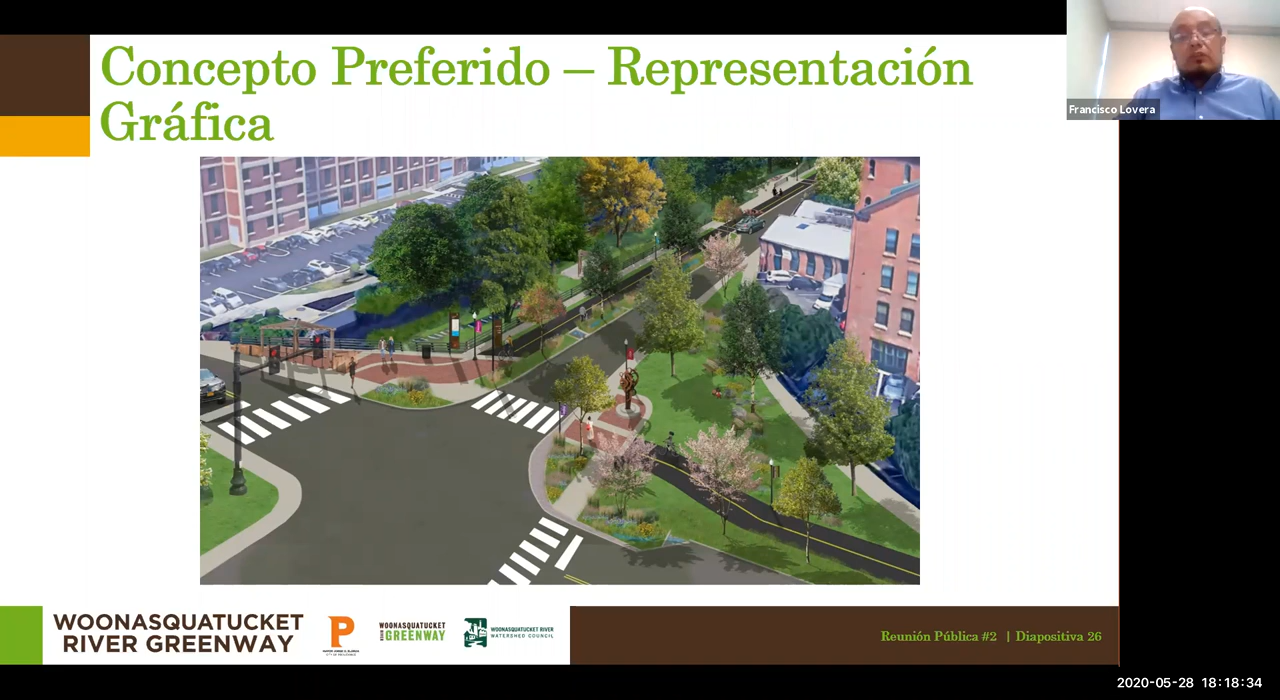 Concepto Preferido – Representación
Gráfica
Francisco Lovera
WOONASQUATUCKET
RIVER GREENWAY
P
WOONASQUATUCKET
GREENWAY
WOONASQUATUCKET RIVER
WATERSHED COUNCIL
Reunión Pública #2 | Diapositiva 26
2020-05-28 18:18:34